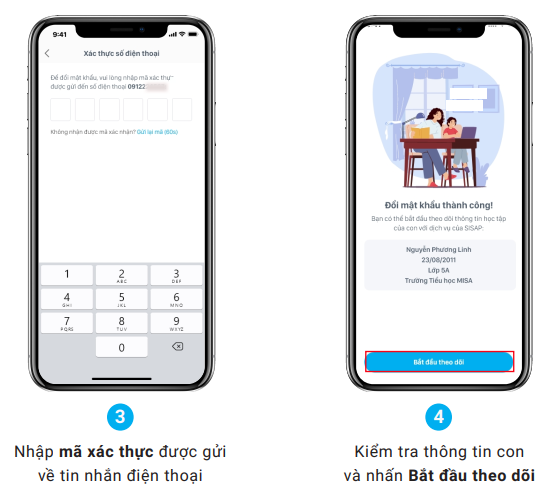 9:41
Xác thực số điện thoại
Để đổi mật khẩu, vui lòng nhập mã xác thự
được gửi đến số điện thoại 09122
Không nhận được mã xác nhận? Gửi lại mã (60s)
1
2
ABC
3
DEF
4
GHI
5
JKL
6
MNO
7
PQRS
8
TUV
9
WXYZ
0
3
Nhập mã xác thực được gửi
về tin nhắn điện thoại
Đổi mật khẩu thành công!
Bạn có thể bắt đầu theo dõi thông tin học tập
của con với dịch vụ của SISAP.
Nguyễn Phương Linh
23/08/2011
Lớp 5A
Trường Tiểu học MISA
Bắt đầu theo dõi
4
Kiểm tra thông tin con
và nhấn Bắt đầu theo dõi